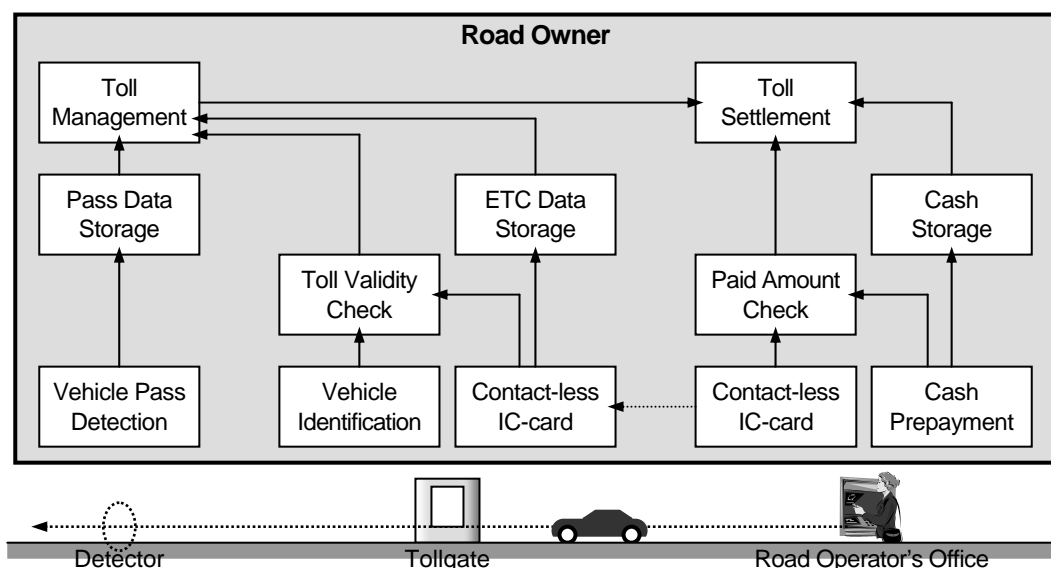 Road Owner
Toll
Management
Toll
Settlement
Pass Data
Storage
ETC Data
Storage
Cash
Storage
Toll Validity
Check
Paid Amount
Check
Vehicle Pass
Detection
Vehicle
Identification
Contact-less
IC-card
Contact-less
IC-card
Cash
Prepayment
Detector
Tollgate
Road Operator's Office